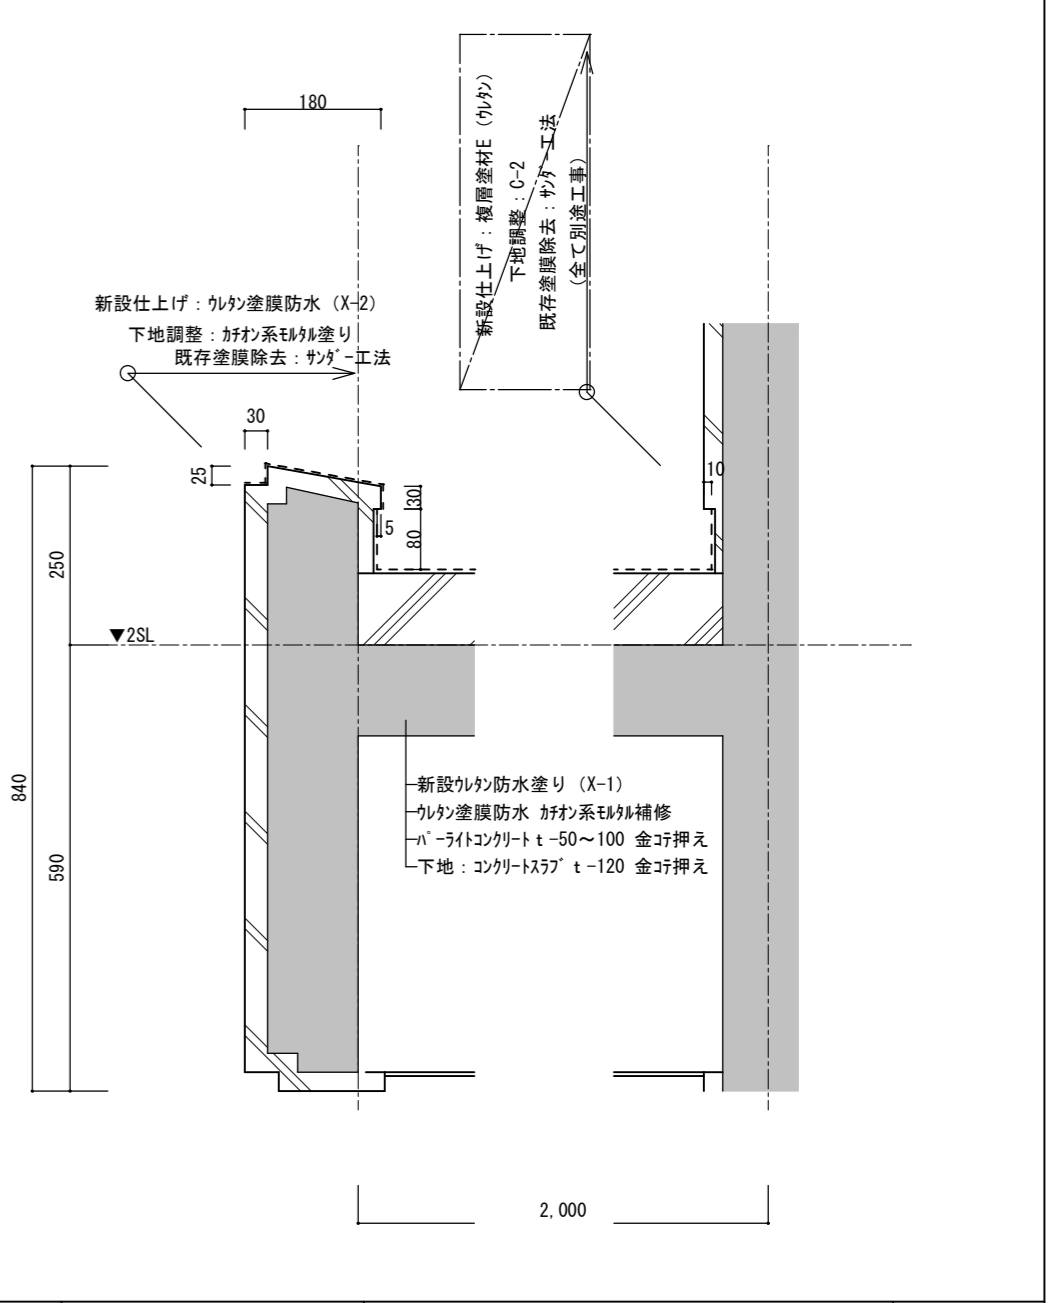 180
新設仕上げ：複層塗材E（ｳﾚﾀﾝ）
下地調整：C-2
既存塗膜除去：ｻﾝﾀﾞｰ工法
（全て別途工事）
新設仕上げ：ｳﾚﾀﾝ塗膜防水（X-2）
下地調整：ｶﾁｵﾝ系ﾓﾙﾀﾙ塗り
既存塗膜除去：ｻﾝﾀﾞｰ工法
30
25
10
30
5
80
250
▼2SL
840
590
新設ｳﾚﾀﾝ防水塗り（X-1）
ｳﾚﾀﾝ塗膜防水 ｶﾁｵﾝ系ﾓﾙﾀﾙ補修
ﾊﾟｰﾗｲﾄｺﾝｸﾘｰﾄ t-50～100 金ｺﾃ押え
下地：ｺﾝｸﾘｰﾄｽﾗﾌﾞ t-120 金ｺﾃ押え
2,000